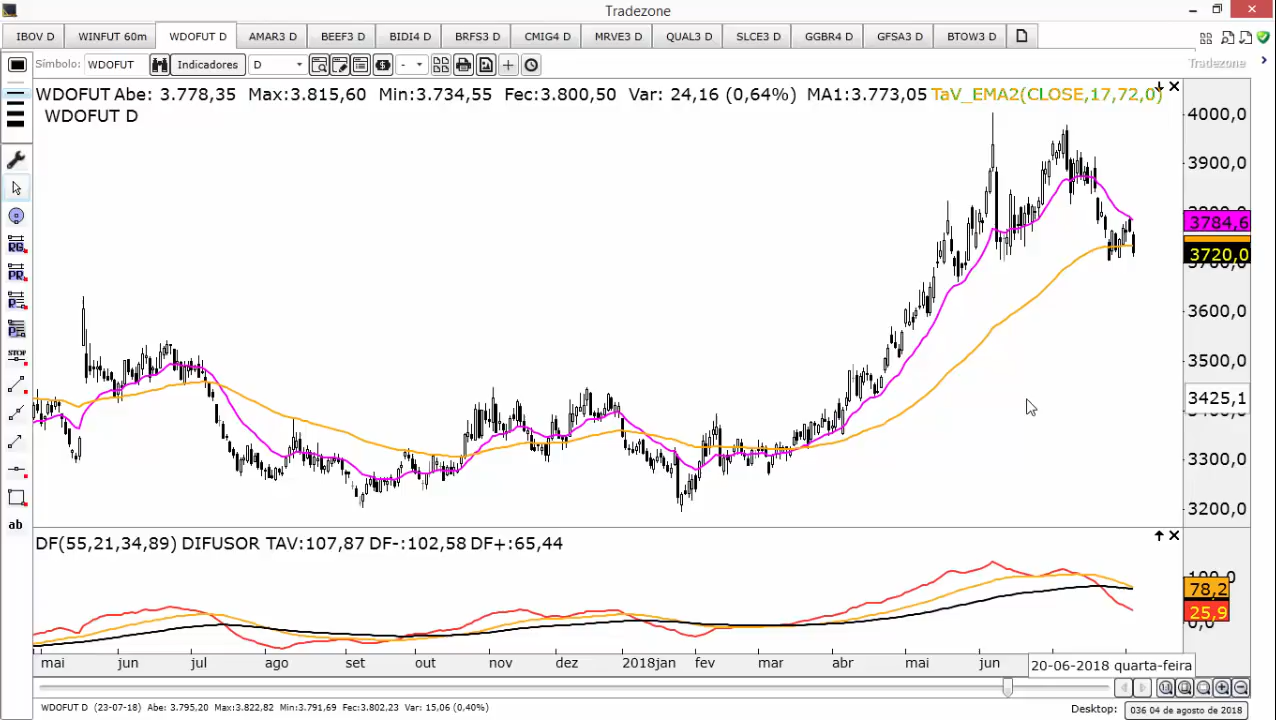 Tradezone
IBOV D WINFUT 60m WDOFUT D AMAR3 D BEEF3 D BIDI4 D BRFS3 D CMIG4 D MRVE3 D QUAL3 D SLCE3 D GGBR4 D GFSA3 D BTOW3 D
Símbolo: WDOFUT Indicadores D - Tradezone
WDOFUT Abe: 3.778,35 Max:3.815,60 Min:3.734,55 Fec:3.800,50 Var: 24,16 (0,64%) MA1:3.773,05 TaV_EMA2(CLOSE,17,72,0)
WDOFUT D
4000,0
3900,0
3784,6
3720,0
3600,0
3500,0
3425,1
3300,0
3200,0
RG
PR
P
P
STOP
ab
DF(55,21,34,89) DIFUSOR TAV:107,87 DF-:102,58 DF+:65,44
78,2
25,9
mai jun jul ago set out nov dez 2018jan fev mar abr mai jun 20-06-2018 quarta-feira
WDOFUT D (23-07-18) Abe: 3.795,20 Max:3.822,82 Min:3.791,69 Fec:3.802,23 Var: 15,06 (0,40%) Desktop: 036 04 de agosto de 2018